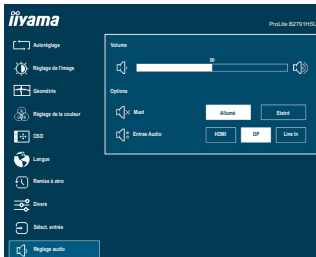 iiyama
ProLite B2791HSU
Autoréglage
Réglage de l'image
Géométrie
Réglage de la couleur
OSD
Langue
Remise à zéro
Divers
Sélect. entrée
Réglage audio
Volume
50
Options
Muet
Allumé
Eteint
Entree Audio
HDMI
DP
Line In